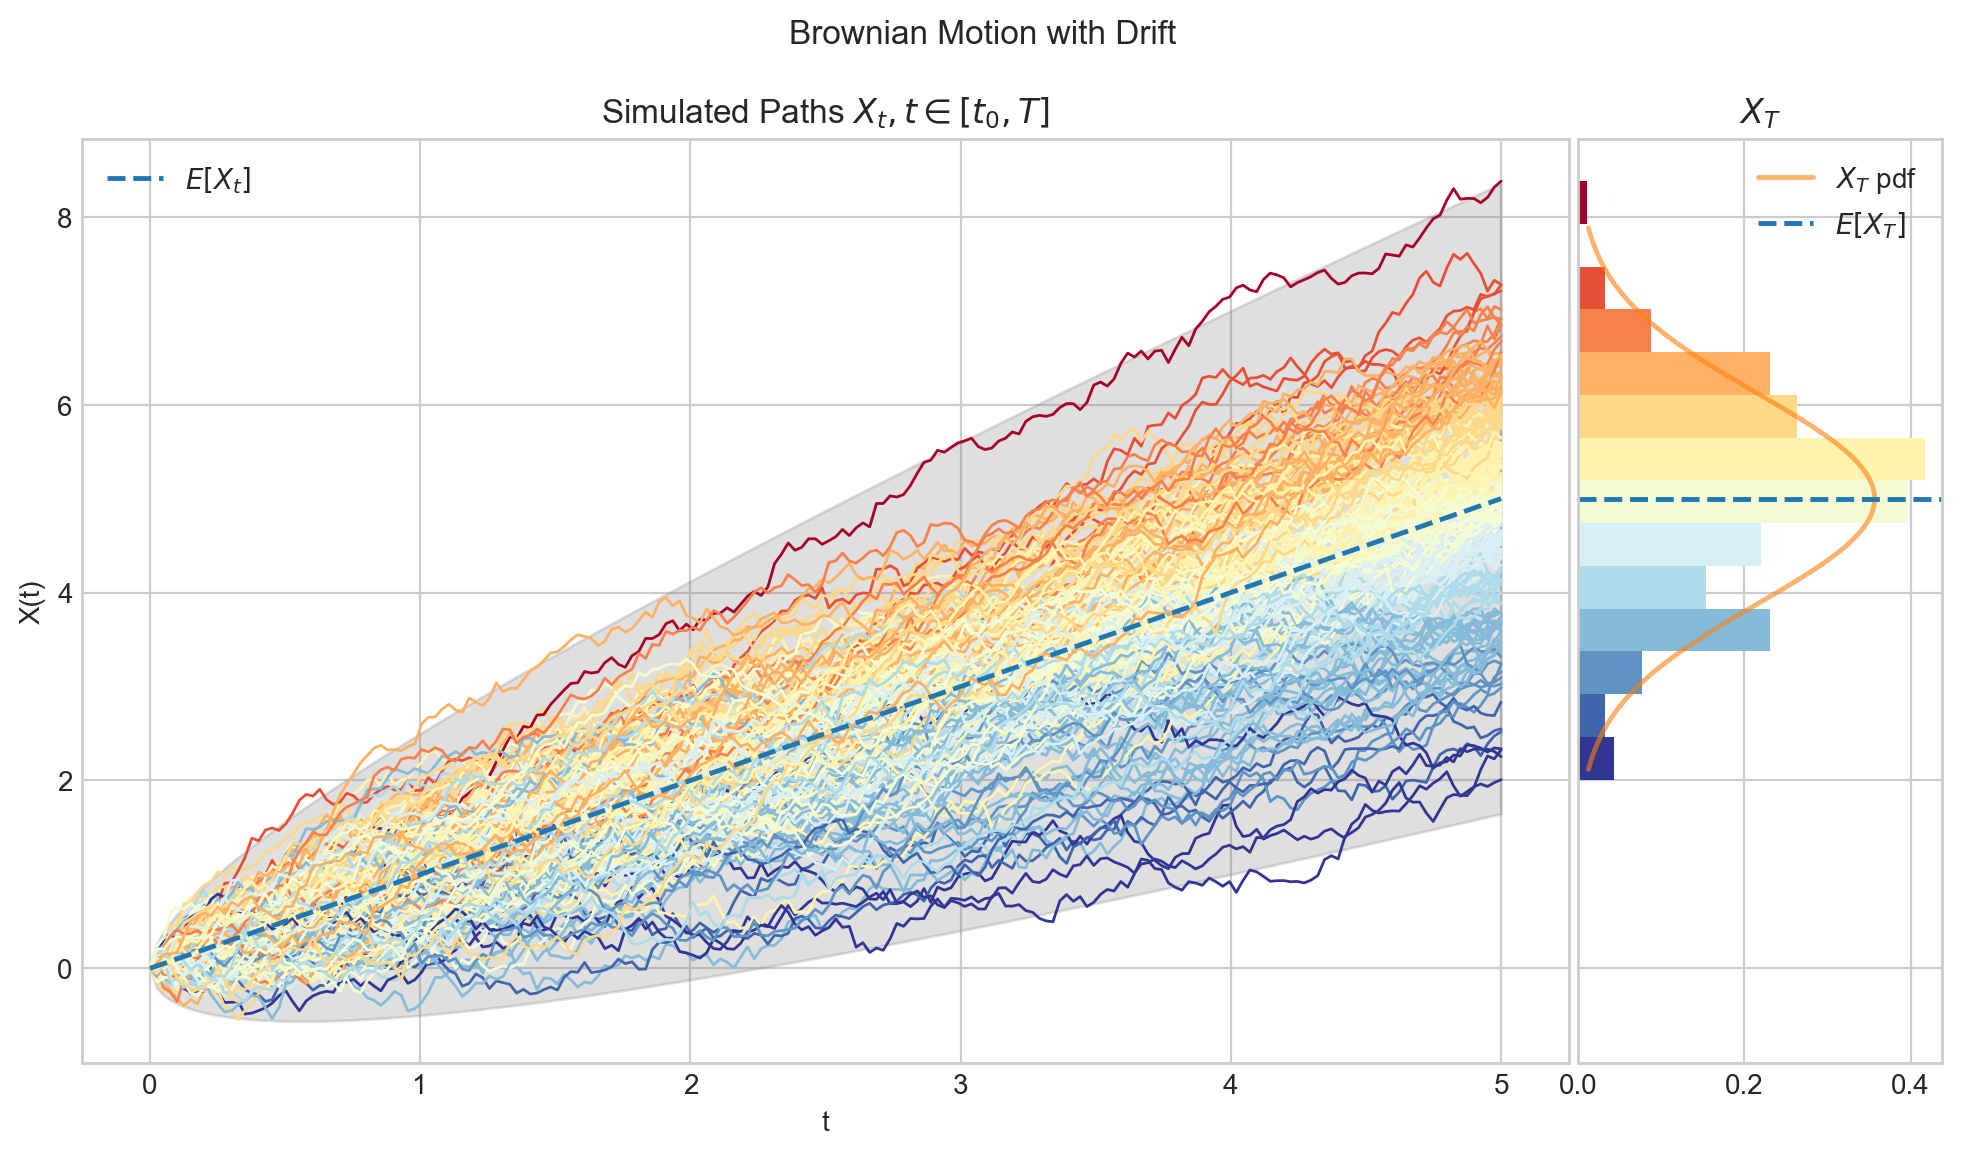 Brownian Motion with Drift
Simulated Paths $X_t, t \in [t_0, T]$
$X_T$
$E[X_t]$
$X_T$ pdf
$E[X_T]$
X(t)
8
6
4
2
0
0 1 2 3 4 5
0.0 0.2 0.4
t